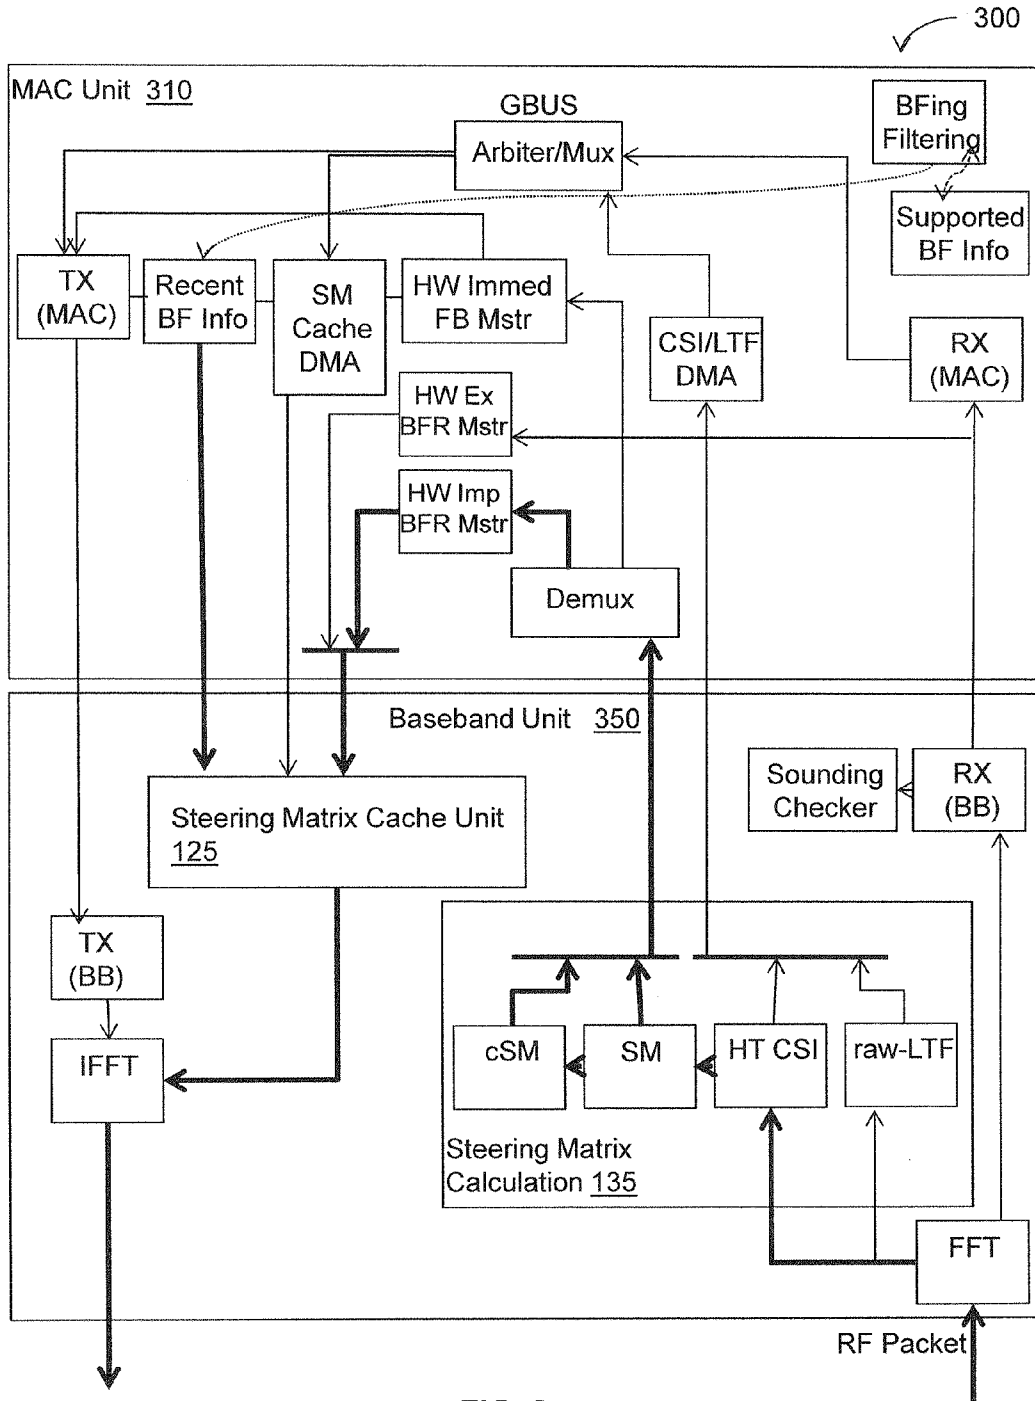 300
MAC Unit 310
GBUS
Arbiter/Mux
BFing
Filtering
Supported
BF Info
TX
(MAC)
Recent
BF Info
SM
Cache
DMA
HW Immed
FB Mstr
CSI/LTF
DMA
RX
(MAC)
HW Ex
BFR Mstr
HW Imp
BFR Mstr
Demux
Baseband Unit 350
Steering Matrix Cache Unit
125
Sounding
Checker
RX
(BB)
TX
(BB)
IFFT
cSM
SM
HT CSI
raw-LTF
Steering Matrix
Calculation 135
FFT
RF Packet